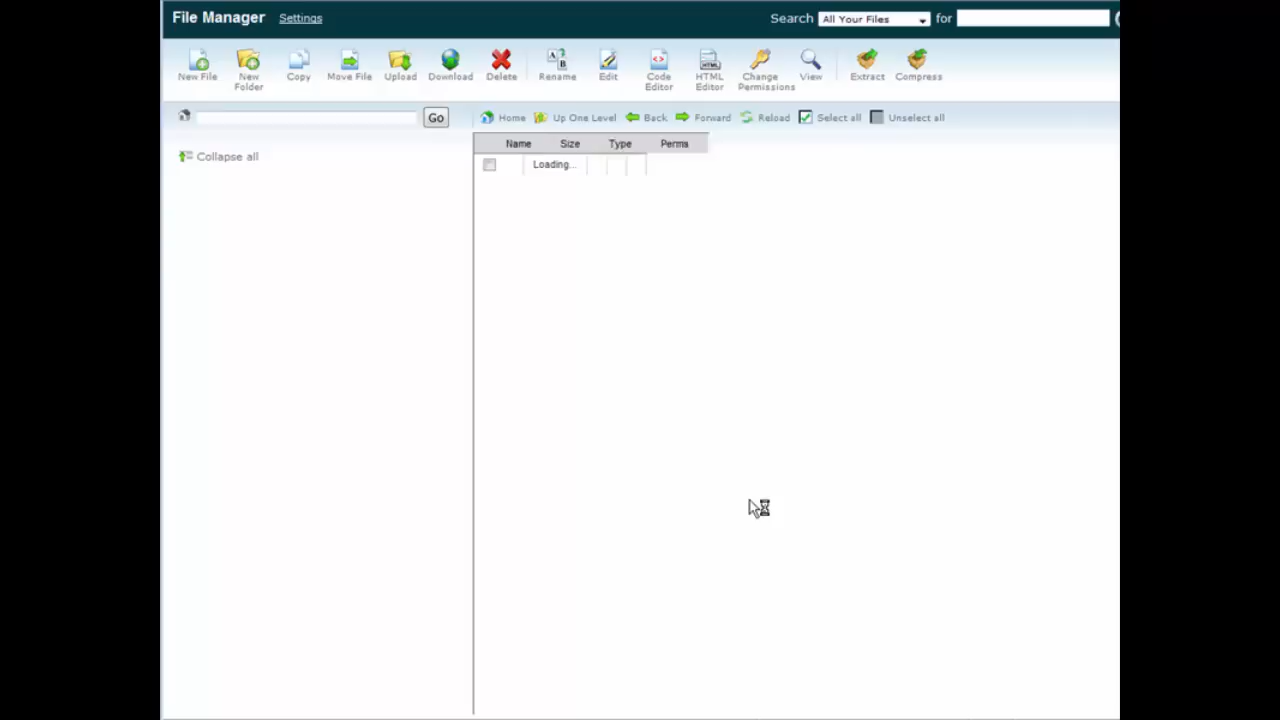 File Manager Settings Search All Your Files for
New File New Folder Copy Move File Upload Download Delete Rename Edit Code Editor HTML Editor Change Permissions View Extract Compress
Go Home Up One Level Back Forward Reload Select all Unselect all
Collapse all
Name Size Type Perms
Loading...